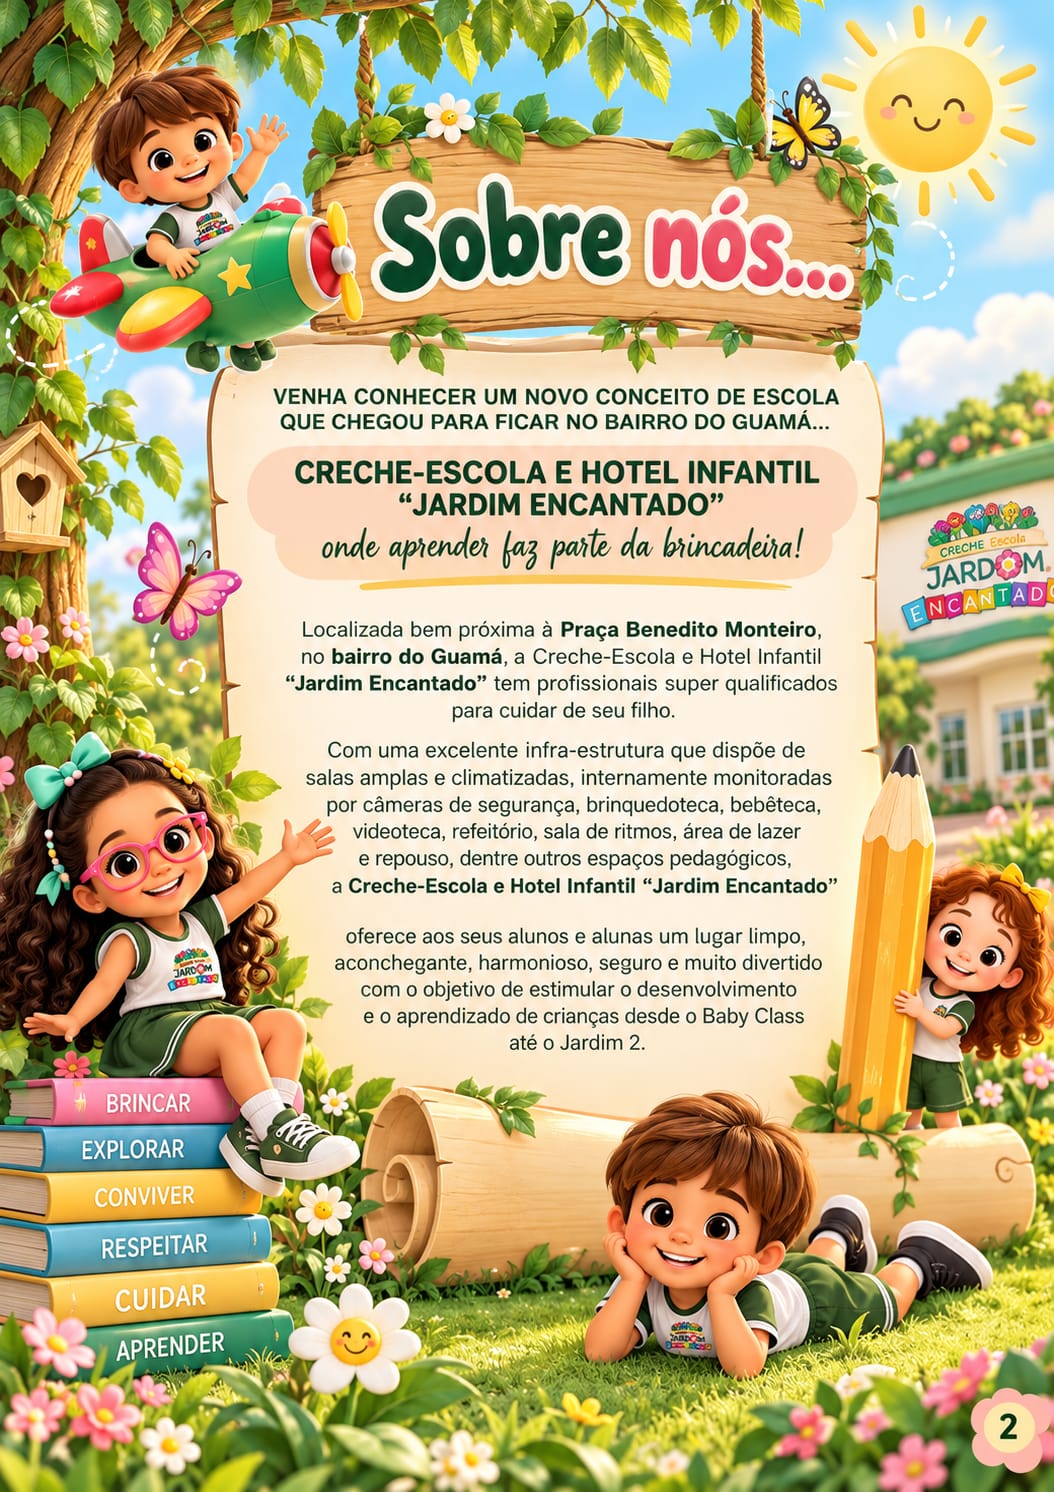 Sobre nós...
VENHA CONHECER UM NOVO CONCEITO DE ESCOLA
QUE CHEGOU PARA FICAR NO BAIRRO DO GUAMÁ...
CRECHE-ESCOLA E HOTEL INFANTIL
“JARDIM ENCANTADO”
onde aprender faz parte da brincadeira!
CRECHE Escola
JARDOM
ENCANTADO
Localizada bem próxima à Praça Benedito Monteiro,
no bairro do Guamá, a Creche-Escola e Hotel Infantil
“Jardim Encantado” tem profissionais super qualificados
para cuidar de seu filho.
Com uma excelente infra-estrutura que dispõe de
salas amplas e climatizadas, internamente monitoradas
por câmeras de segurança, brinquedoteca, bebêteca,
videoteca, refeitório, sala de ritmos, área de lazer
e repouso, dentre outros espaços pedagógicos,
a Creche-Escola e Hotel Infantil “Jardim Encantado”
oferece aos seus alunos e alunas um lugar limpo,
aconchegante, harmonioso, seguro e muito divertido
com o objetivo de estimular o desenvolvimento
e o aprendizado de crianças desde o Baby Class
até o Jardim 2.
JARDOM
BRINCAR
EXPLORAR
CONVIVER
RESPEITAR
CUIDAR
APRENDER
2